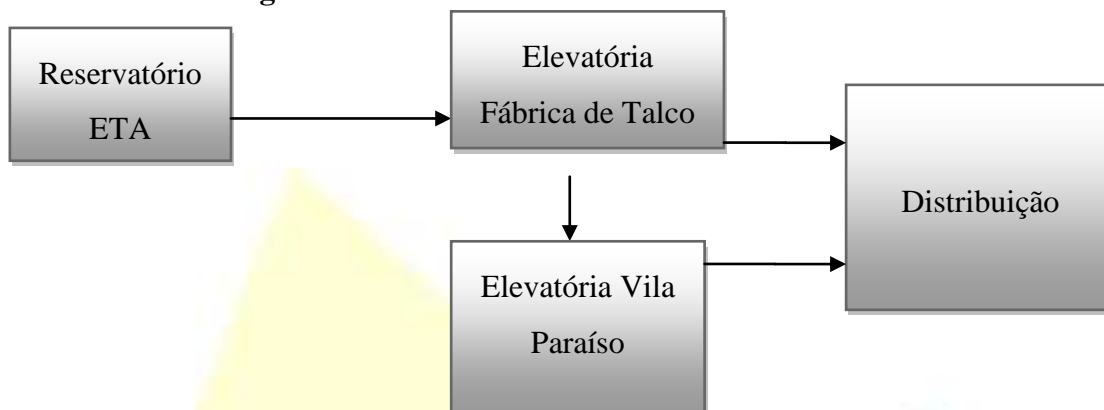 Reservatório
ETA
Elevatória
Fábrica de Talco
Distribuição
Elevatória Vila
Paraíso